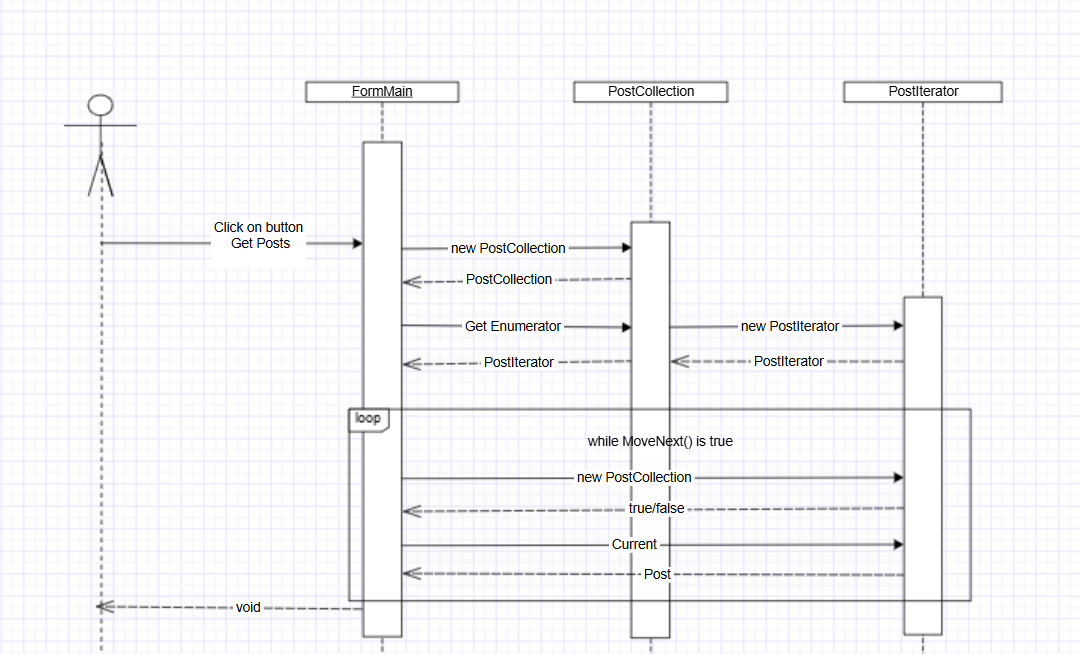 FormMain
PostCollection
PostIterator
Click on button
Get Posts
new PostCollection
PostCollection
Get Enumerator
new PostIterator
PostIterator
PostIterator
loop
while MoveNext() is true
new PostCollection
true/false
Current
Post
void